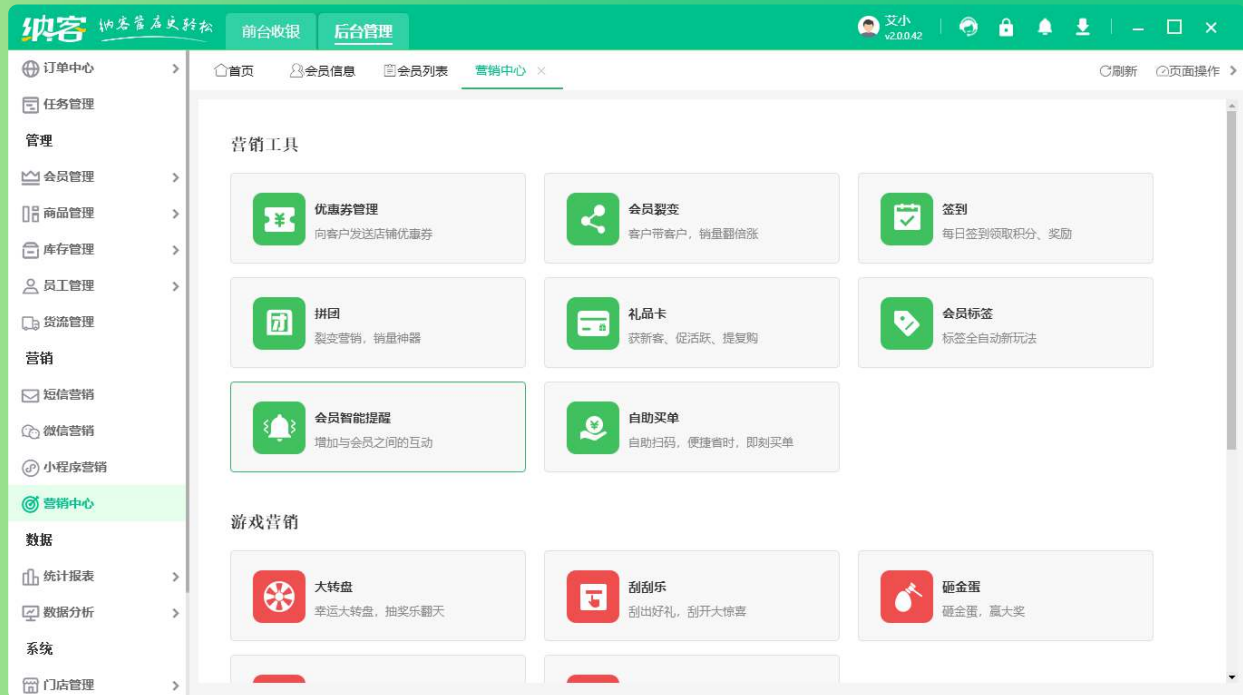 纳客 纳客管店更轻松 前台收银 后台管理 艾小
v2.0.0.42
订单中心
任务管理
管理
会员管理
商品管理
库存管理
员工管理
货流管理
营销
短信营销
微信营销
小程序营销
营销中心
数据
统计报表
数据分析
系统
门店管理
首页 会员信息 会员列表 营销中心 刷新 页面操作
营销工具
优惠券管理
向客户发送店铺优惠券
会员裂变
客户带客户，销量翻倍涨
签到
每日签到领取积分、奖励
拼团
裂变营销，销量神器
礼品卡
获新客、促活跃、提复购
会员标签
标签全自动新玩法
会员智能提醒
增加与会员之间的互动
自助买单
自助扫码，便捷省时，即刻买单
游戏营销
大转盘
幸运大转盘，抽奖乐翻天
刮刮乐
刮出好礼，刮开大惊喜
砸金蛋
砸金蛋，赢大奖